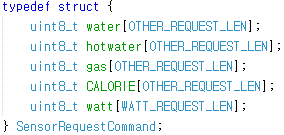 typedef struct {
uint8_t water[OTHER_REQUEST_LEN];
uint8_t hotwater[OTHER_REQUEST_LEN];
uint8_t gas[OTHER_REQUEST_LEN];
uint8_t CALORIE[OTHER_REQUEST_LEN];
uint8_t watt[WATT_REQUEST_LEN];
} SensorRequestCommand;